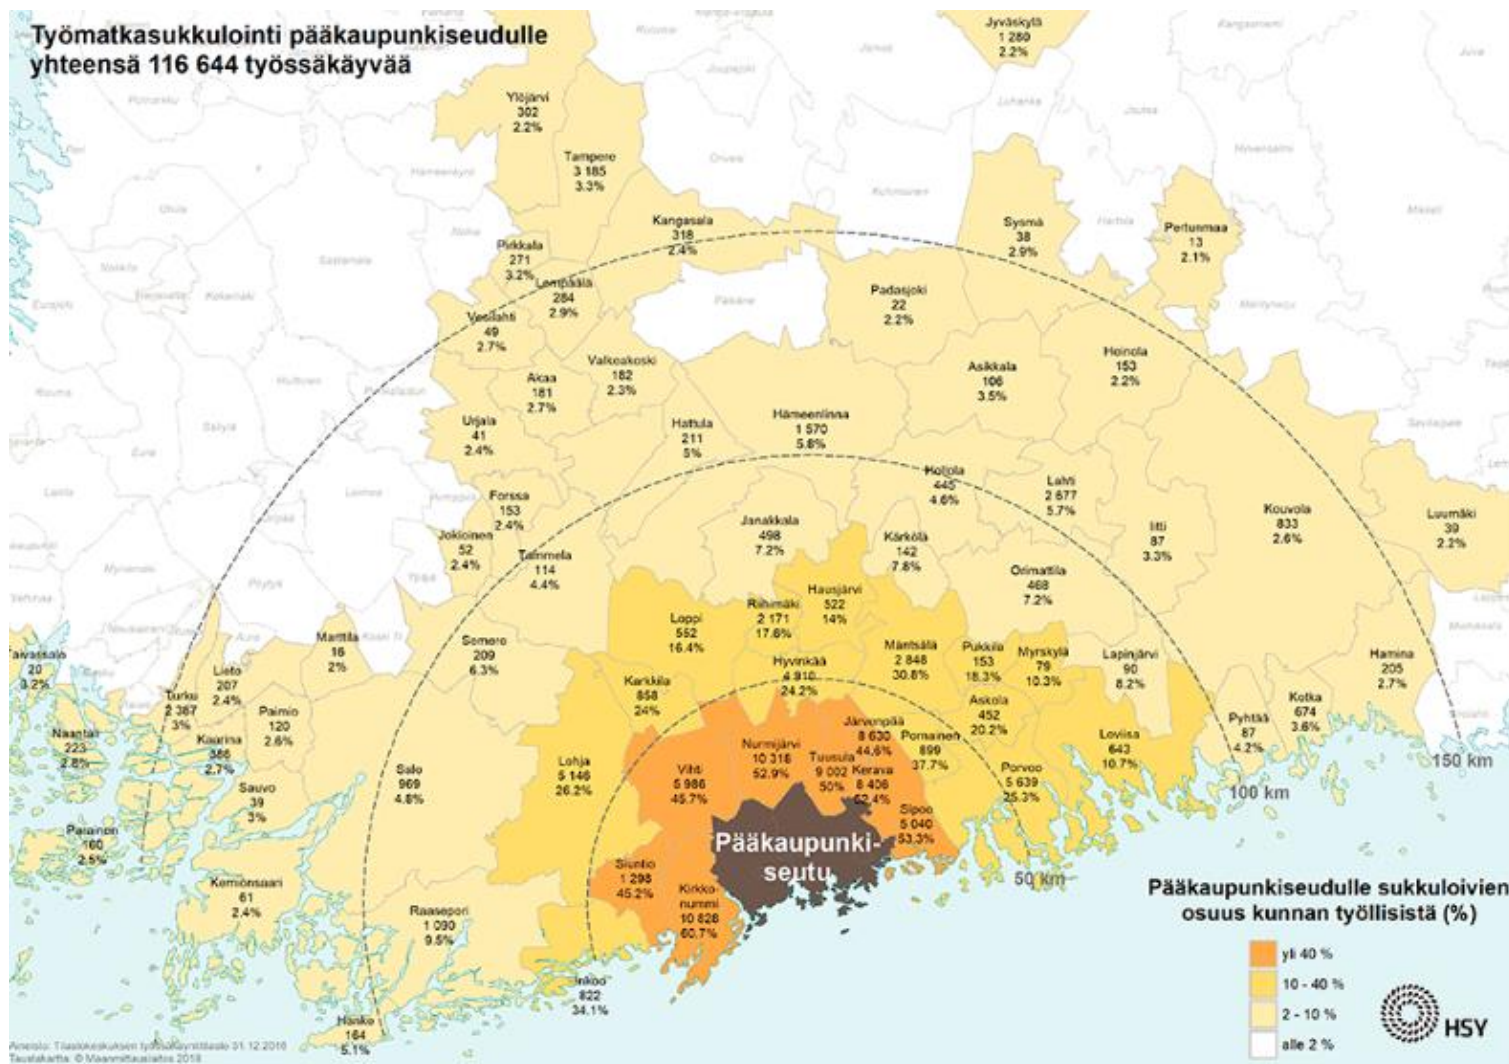 Työmatkasukkulointi pääkaupunkiseudulle
yhteensä 116 644 työssäkäyvää
Jyväskylä
1 280
2.2%
Ylöjärvi
302
2.2%
Tampere
3 185
3.3%
Kangasala
318
2.4%
Sysmä
38
2.9%
Pertunmaa
13
2.1%
Pirkkala
271
3.2%
Lempäälä
284
2.9%
Padasjoki
22
2.2%
Vesilahti
49
2.7%
Valkeakoski
182
2.3%
Akaa
181
2.7%
Asikkala
106
3.5%
Heinola
153
2.2%
Urjala
41
2.4%
Hattula
211
5%
Hämeenlinna
1 570
5.8%
Hollola
445
4.6%
Lahti
2 677
5.7%
Forssa
153
2.4%
Jokioinen
52
2.4%
Tammela
114
4.4%
Janakkala
498
7.2%
Kärkölä
142
7.8%
Iitti
87
3.3%
Kouvola
833
2.6%
Luumäki
39
2.2%
Orimattila
468
7.2%
Loppi
552
16.4%
Riihimäki
2 171
17.6%
Hausjärvi
522
14%
Mäntsälä
2 848
30.8%
Pukkila
153
18.3%
Myrskylä
79
10.3%
Lapinjärvi
90
8.2%
Hamina
205
2.7%
Marttila
16
2%
Somero
209
6.3%
Karkkila
858
24%
Hyvinkää
4 910
24.2%
Askola
452
20.2%
Pyhtää
87
4.2%
Kotka
674
3.6%
Taivassalo
20
3.2%
Lieto
207
2.4%
Turku
2 387
3%
Paimio
120
2.6%
Naantali
223
2.8%
Kaarina
386
2.7%
Sauvo
39
3%
Salo
969
4.8%
Lohja
5 146
26.2%
Vihti
5 986
45.7%
Nurmijärvi
10 318
52.9%
Tuusula
9 002
50%
Järvenpää
8 630
44.6%
Kerava
8 406
52.4%
Pornainen
899
37.7%
Porvoo
5 639
25.3%
Loviisa
643
10.7%
Sipoo
5 040
53.3%
150 km
100 km
50 km
Parainen
160
2.5%
Kemiönsaari
61
2.4%
Raasepori
1 090
9.5%
Siuntio
1 298
45.2%
Kirkko-
nummi
10 828
60.7%
Pääkaupunki-
seutu
Inkoo
822
34.1%
Hanko
164
5.1%
Pääkaupunkiseudulle sukkuloivien
osuus kunnan työllisistä (%)
yli 40 %
10 - 40 %
2 - 10 %
alle 2 %
HSY
Aineisto: Tilastokeskuksen työssäkäyntitilasto 31.12.2016
Taustakartta: © Maanmittauslaitos 2018